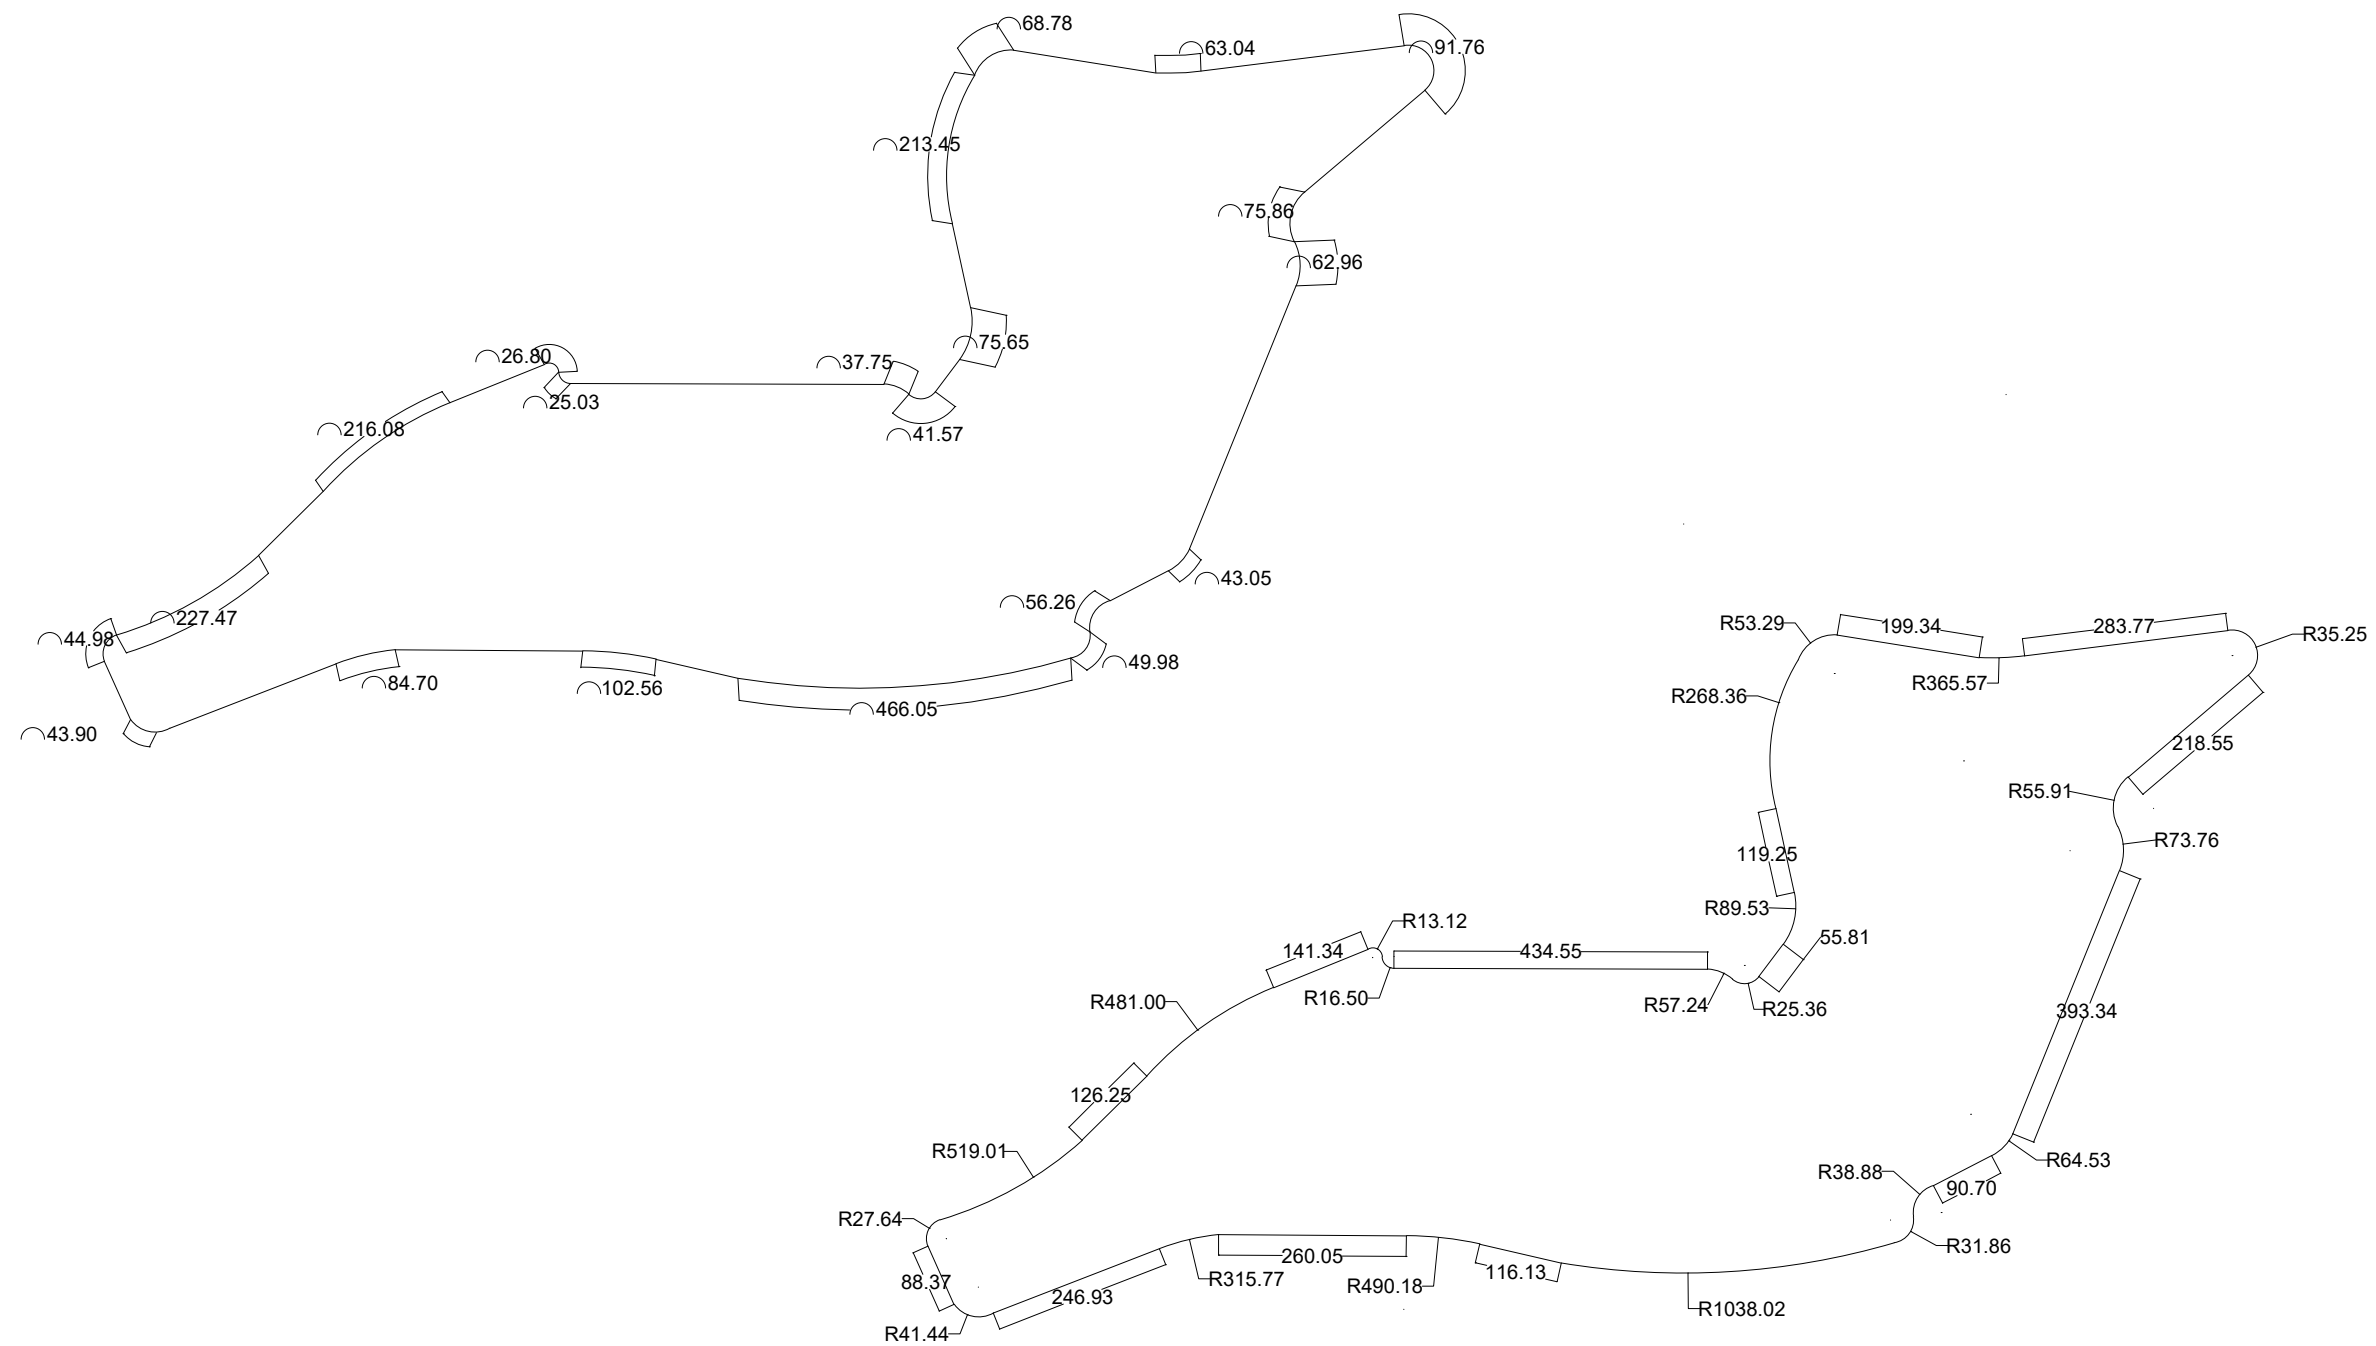 ⌒68.78
⌒63.04
⌒91.76
⌒213.45
⌒75.86
⌒62.96
⌒75.65
⌒26.80
⌒37.75
⌒25.03
⌒216.08
⌒41.57
⌒43.05
⌒56.26
⌒227.47
⌒44.98
⌒49.98
⌒84.70
⌒102.56
⌒466.05
⌒43.90
R53.29
199.34
283.77
R35.25
R365.57
R268.36
218.55
R55.91
R73.76
119.25
R89.53
R13.12
55.81
141.34
434.55
R16.50
R481.00
R57.24
R25.36
393.34
126.25
R519.01
R64.53
R38.88
90.70
R27.64
R31.86
260.05
116.13
R315.77
88.37
R490.18
246.93
R1038.02
R41.44